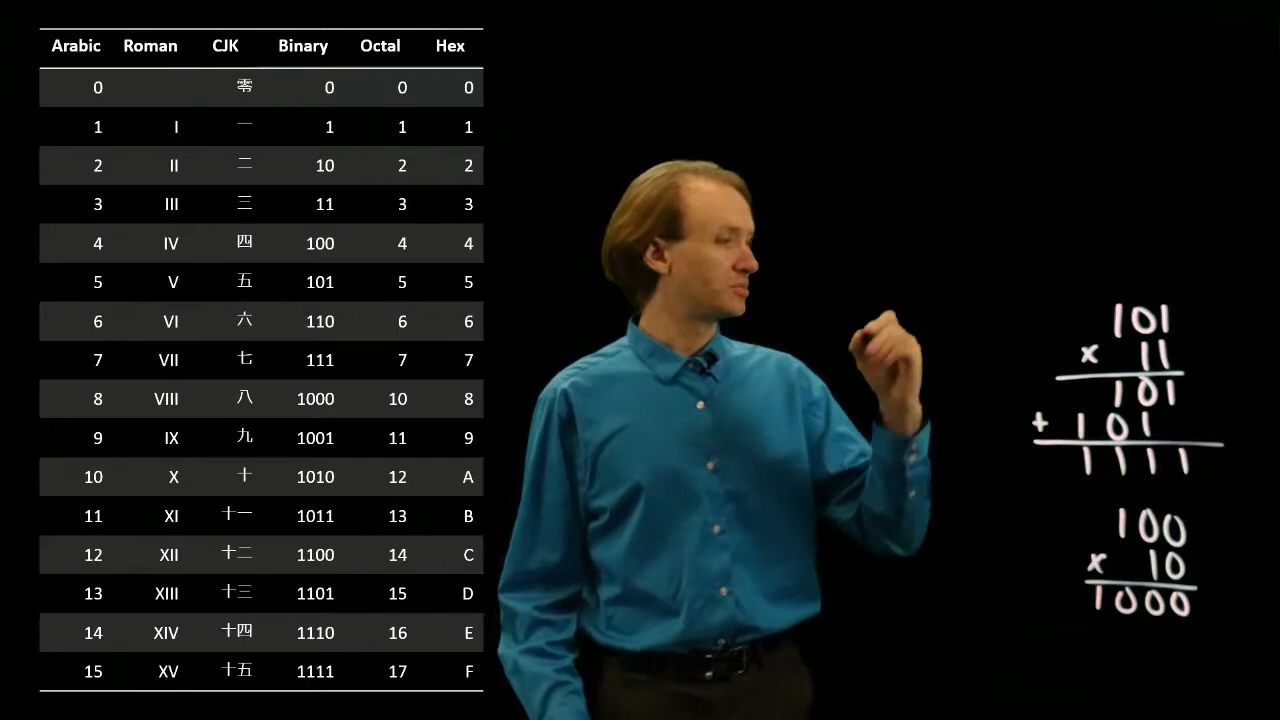 Arabic Roman CJK Binary Octal Hex
0 零 0 0 0
1 I 一 1 1 1
2 II 二 10 2 2
3 III 三 11 3 3
4 IV 四 100 4 4
5 V 五 101 5 5
6 VI 六 110 6 6
7 VII 七 111 7 7
8 VIII 八 1000 10 8
9 IX 九 1001 11 9
10 X 十 1010 12 A
11 XI 十一 1011 13 B
12 XII 十二 1100 14 C
13 XIII 十三 1101 15 D
14 XIV 十四 1110 16 E
15 XV 十五 1111 17 F
101
x 11
101
+ 101
1111
100
x 10
1000